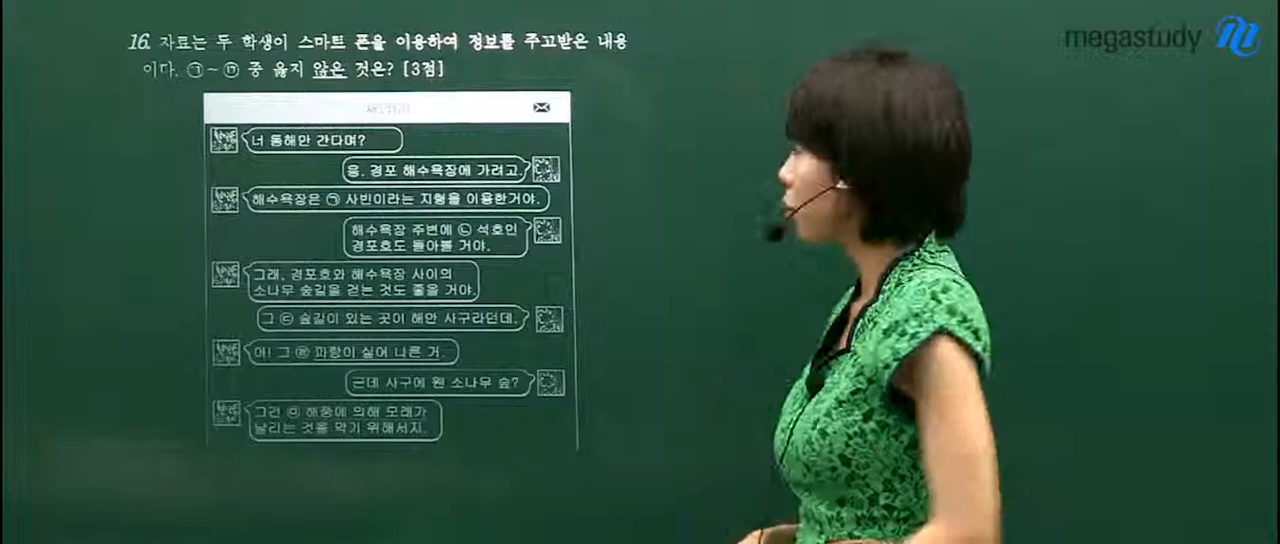 16. 자료는 두 학생이 스마트 폰을 이용하여 정보를 주고받은 내용
이다. ㉠~㉤ 중 옳지 않은 것은? [3점]
너 동해안 간다며?
응. 경포 해수욕장에 가려고.
해수욕장은 ㉠ 사빈이라는 지형을 이용한거야.
해수욕장 주변에 ㉡ 석호인
경포호도 돌아볼 거야.
그래. 경포호와 해수욕장 사이의
소나무 숲길을 걷는 것도 좋을 거야.
그 ㉢ 숲길이 있는 곳이 해안 사구라던데.
아! 그 ㉣ 파랑이 실어 나른 거.
근데 사구에 웬 소나무 숲?
그건 ㉤ 해풍에 의해 모래가
날리는 것을 막기 위해서지.
megastudy